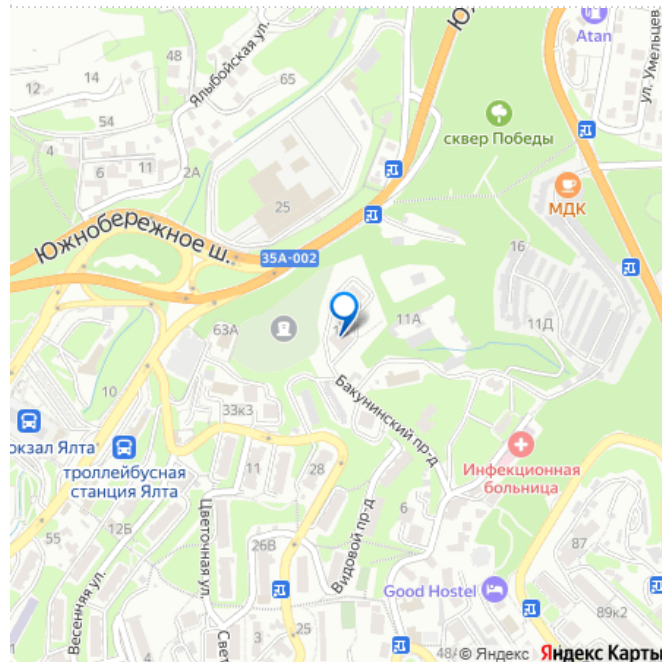 Atan
ул. Умельцев
Ялыбойская ул.
48
65
14
12
54
4
6
11
2А
Ю
сквер Победы
МДК
25
16
Южнобережное ш.
35А-002
63А
11А
11Д
Бакунинский пр-д
10
33к3
окзал Ялта
троллейбусная
станция Ялта
Инфекционная
больница
11
28
Цветочная ул.
Видовой пр-д
6
12Б
55
26В
87
Весенняя ул.
Good Hostel
89к2
Свет
3
25
48А
© Яндекс Яндекс Карты